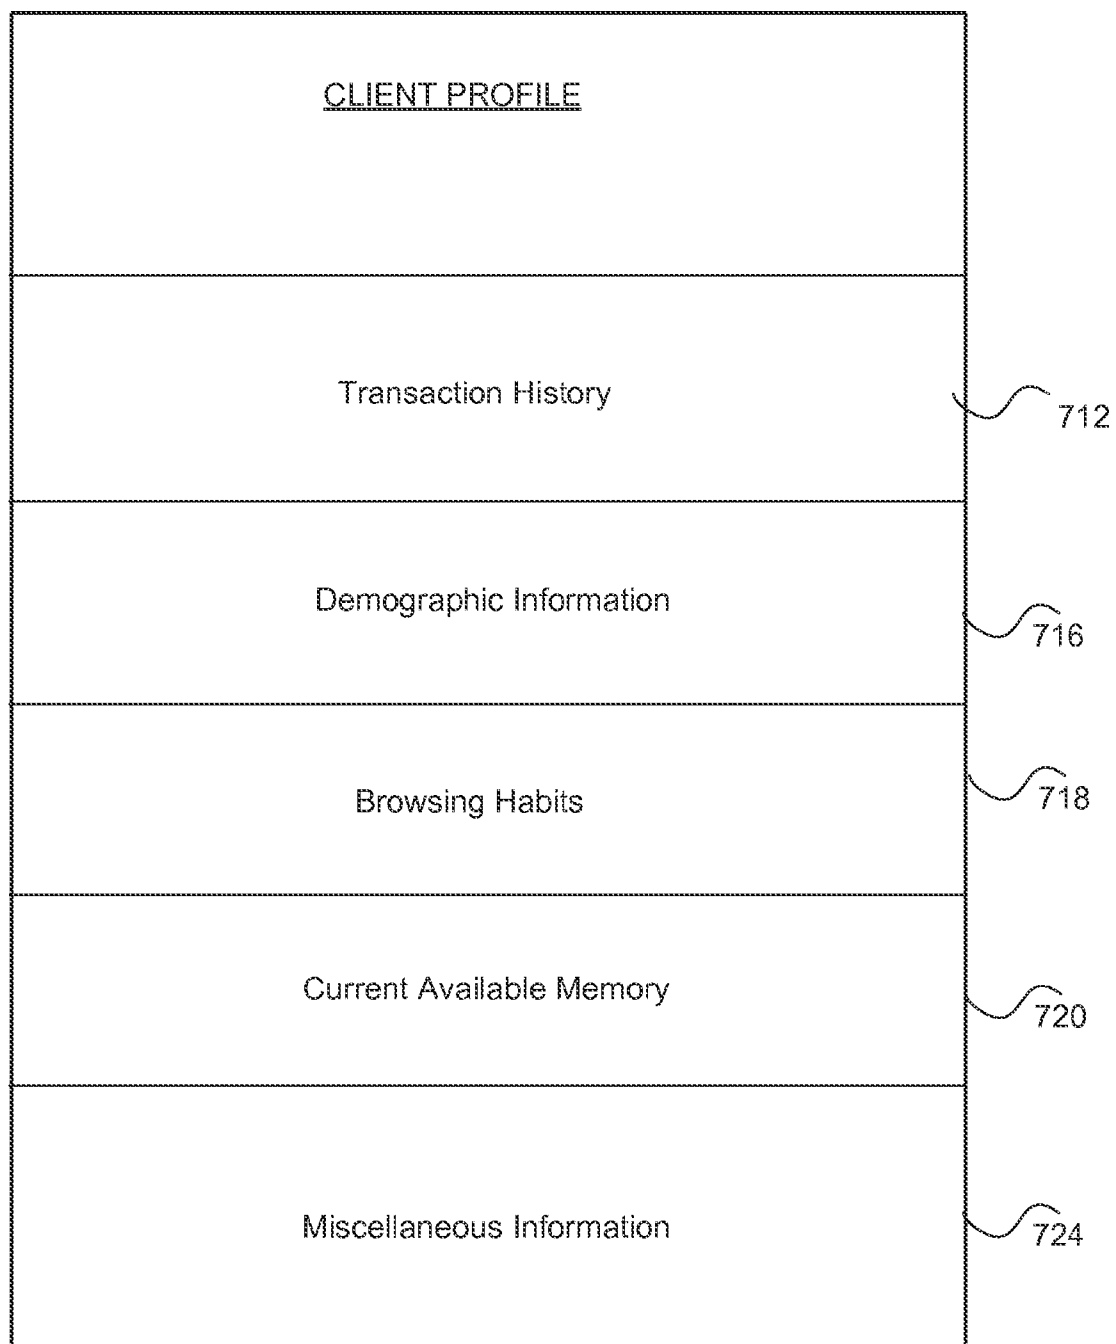 CLIENT PROFILE
Transaction History
712
Demographic Information
716
Browsing Habits
718
Current Available Memory
720
Miscellaneous Information
724